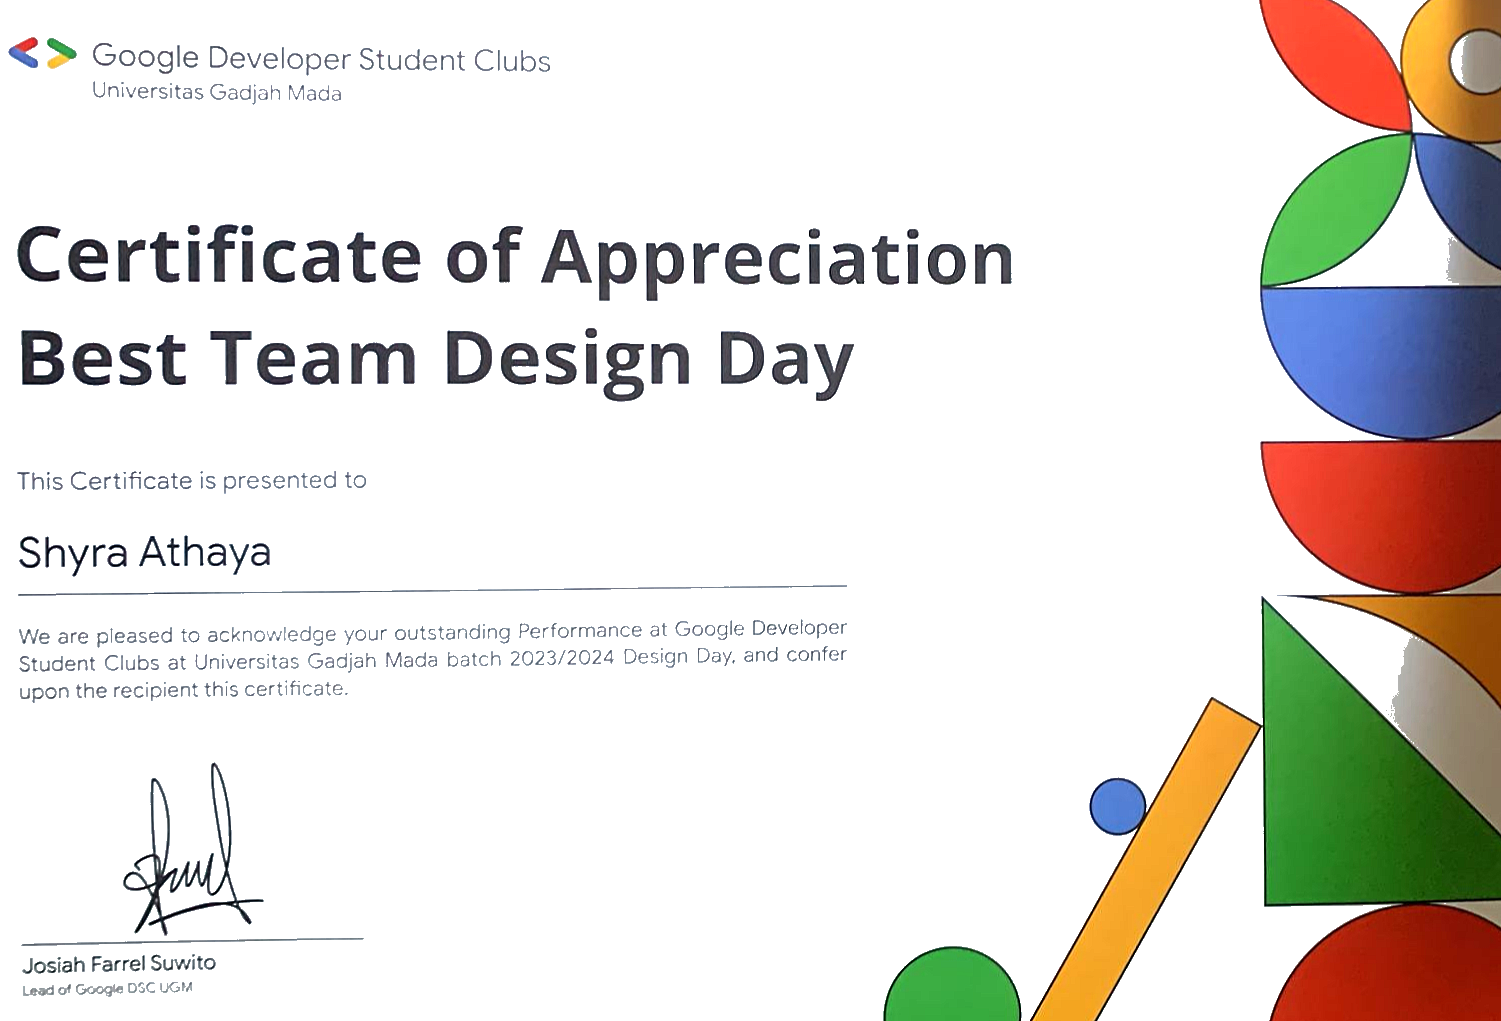 Google Developer Student Clubs
Universitas Gadjah Mada
Certificate of Appreciation
Best Team Design Day
This Certificate is presented to
Shyra Athaya
We are pleased to acknowledge your outstanding Performance at Google Developer
Student Clubs at Universitas Gadjah Mada batch 2023/2024 Design Day, and confer
upon the recipient this certificate.
Josiah Farrel Suwito
Lead of Google DSC UGM